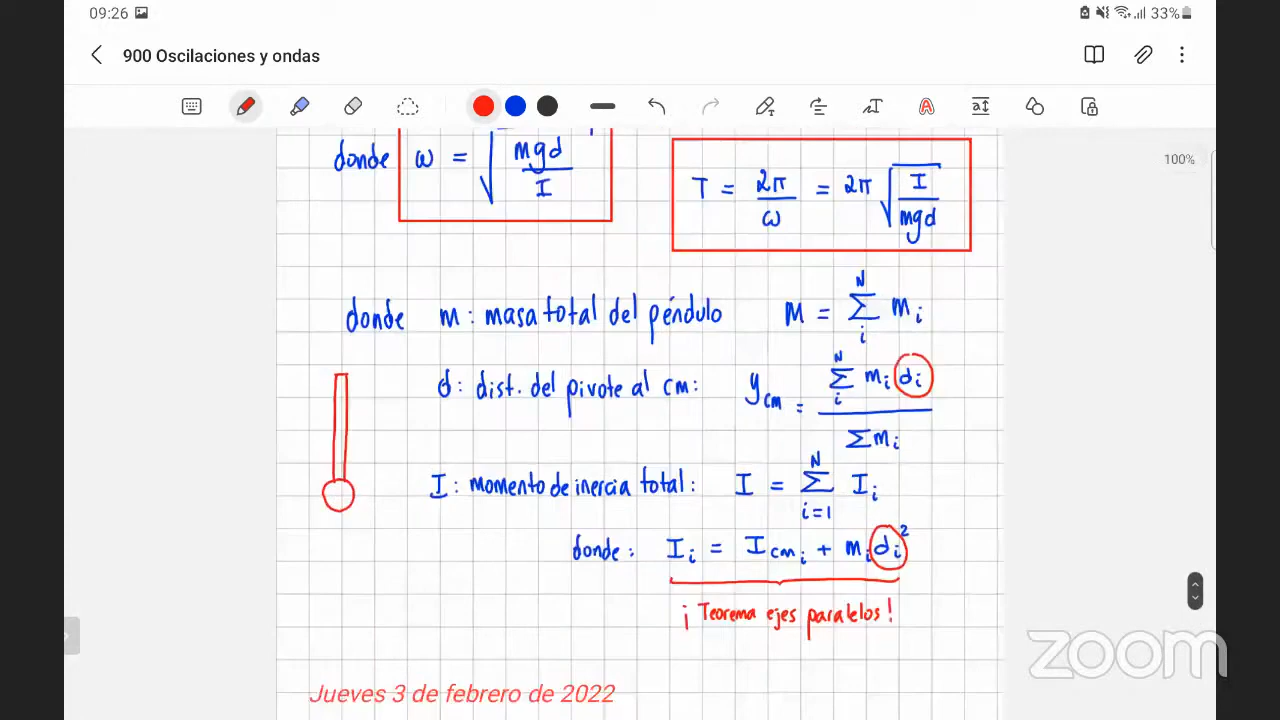 09:26 33%
900 Oscilaciones y ondas
100%
donde ω = √(mgd/I)
T = 2π/ω = 2π √(I/mgd)
donde m: masa total del péndulo M = Σ_i^N m_i
d: dist. del pivote al cm: y_cm = Σ_i^N m_i d_i / Σ m_i
I: momento de inercia total: I = Σ_{i=1}^N I_i
donde: I_i = I_cm_i + m_i d_i²
¡Teorema ejes paralelos!
Jueves 3 de febrero de 2022
zoom